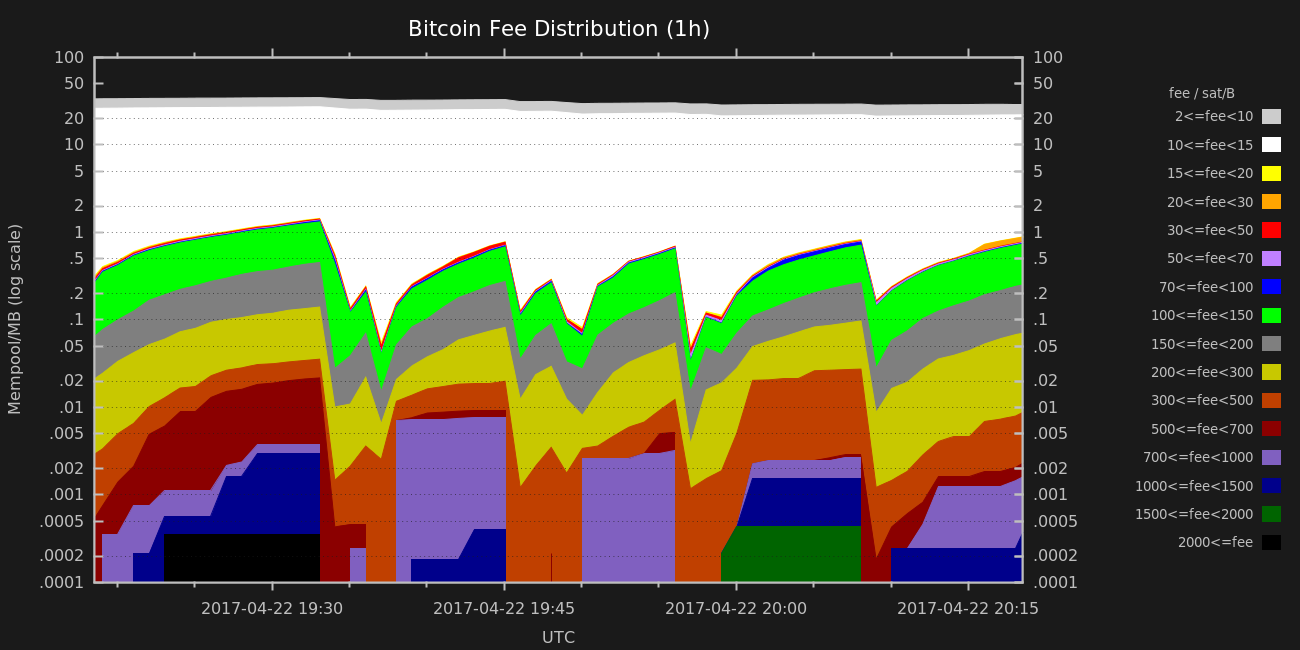 Bitcoin Fee Distribution (1h)
Mempool/MB (log scale)
100
50
20
10
5
2
1
.5
.2
.1
.05
.02
.01
.005
.002
.001
.0005
.0002
.0001
100
50
20
10
5
2
1
.5
.2
.1
.05
.02
.01
.005
.002
.001
.0005
.0002
.0001
2017-04-22 19:30
2017-04-22 19:45
2017-04-22 20:00
2017-04-22 20:15
UTC
fee / sat/B
2<=fee<10
10<=fee<15
15<=fee<20
20<=fee<30
30<=fee<50
50<=fee<70
70<=fee<100
100<=fee<150
150<=fee<200
200<=fee<300
300<=fee<500
500<=fee<700
700<=fee<1000
1000<=fee<1500
1500<=fee<2000
2000<=fee